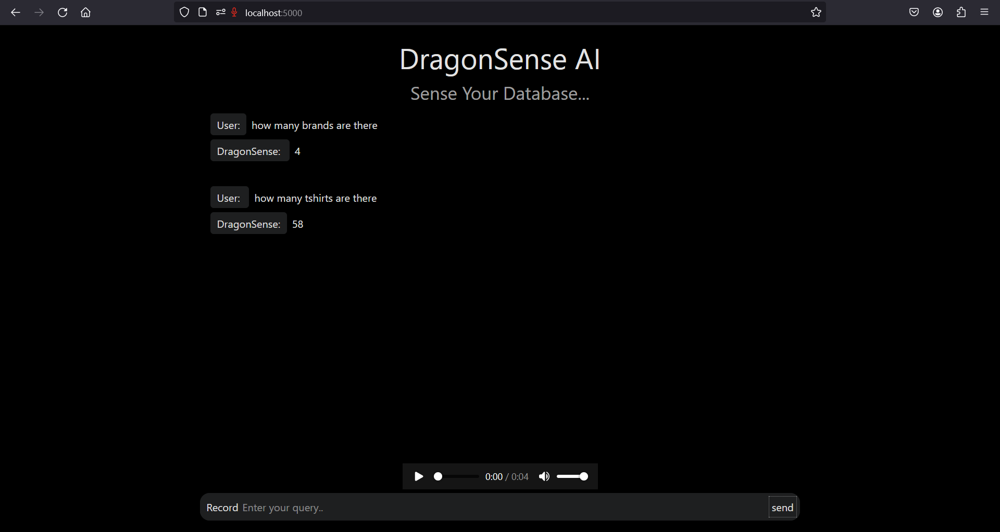 localhost:5000
DragonSense AI
Sense Your Database...
User: how many brands are there
DragonSense: 4
User: how many tshirts are there
DragonSense: 58
0:00 / 0:04
Record Enter your query.. send